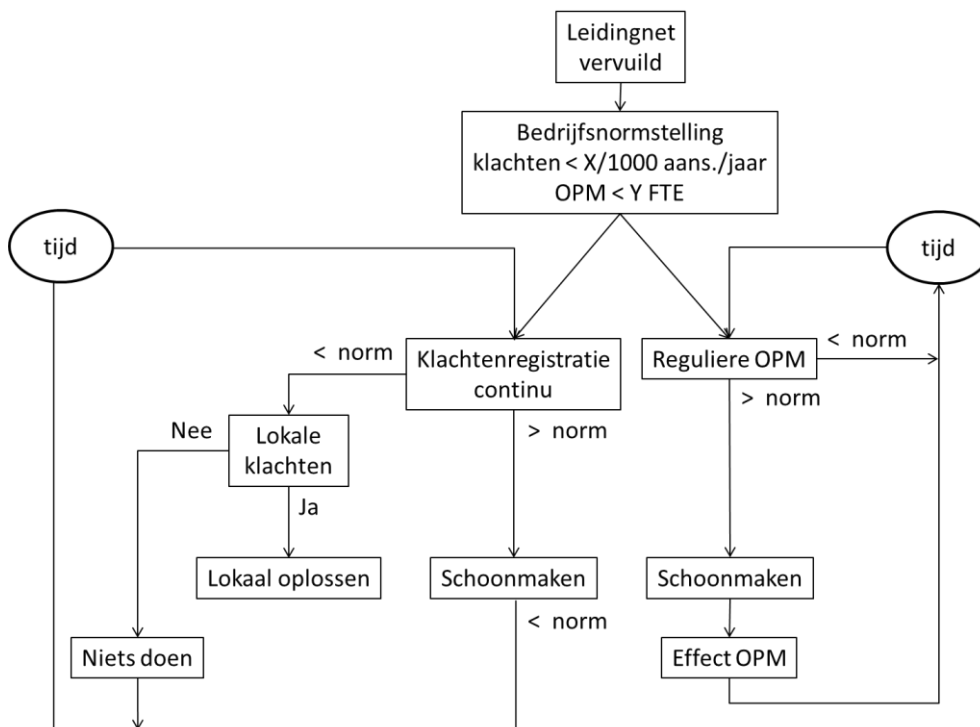 Leidingnet
vervuild
Bedrijfsnormstelling
klachten < X/1000 aans./jaar
OPM < Y FTE
tijd
tijd
< norm
Klachtenregistratie
continu
Reguliere OPM
< norm
> norm
> norm
Nee
Lokale
klachten
Ja
Lokaal oplossen
Schoonmaken
Schoonmaken
< norm
Niets doen
Effect OPM